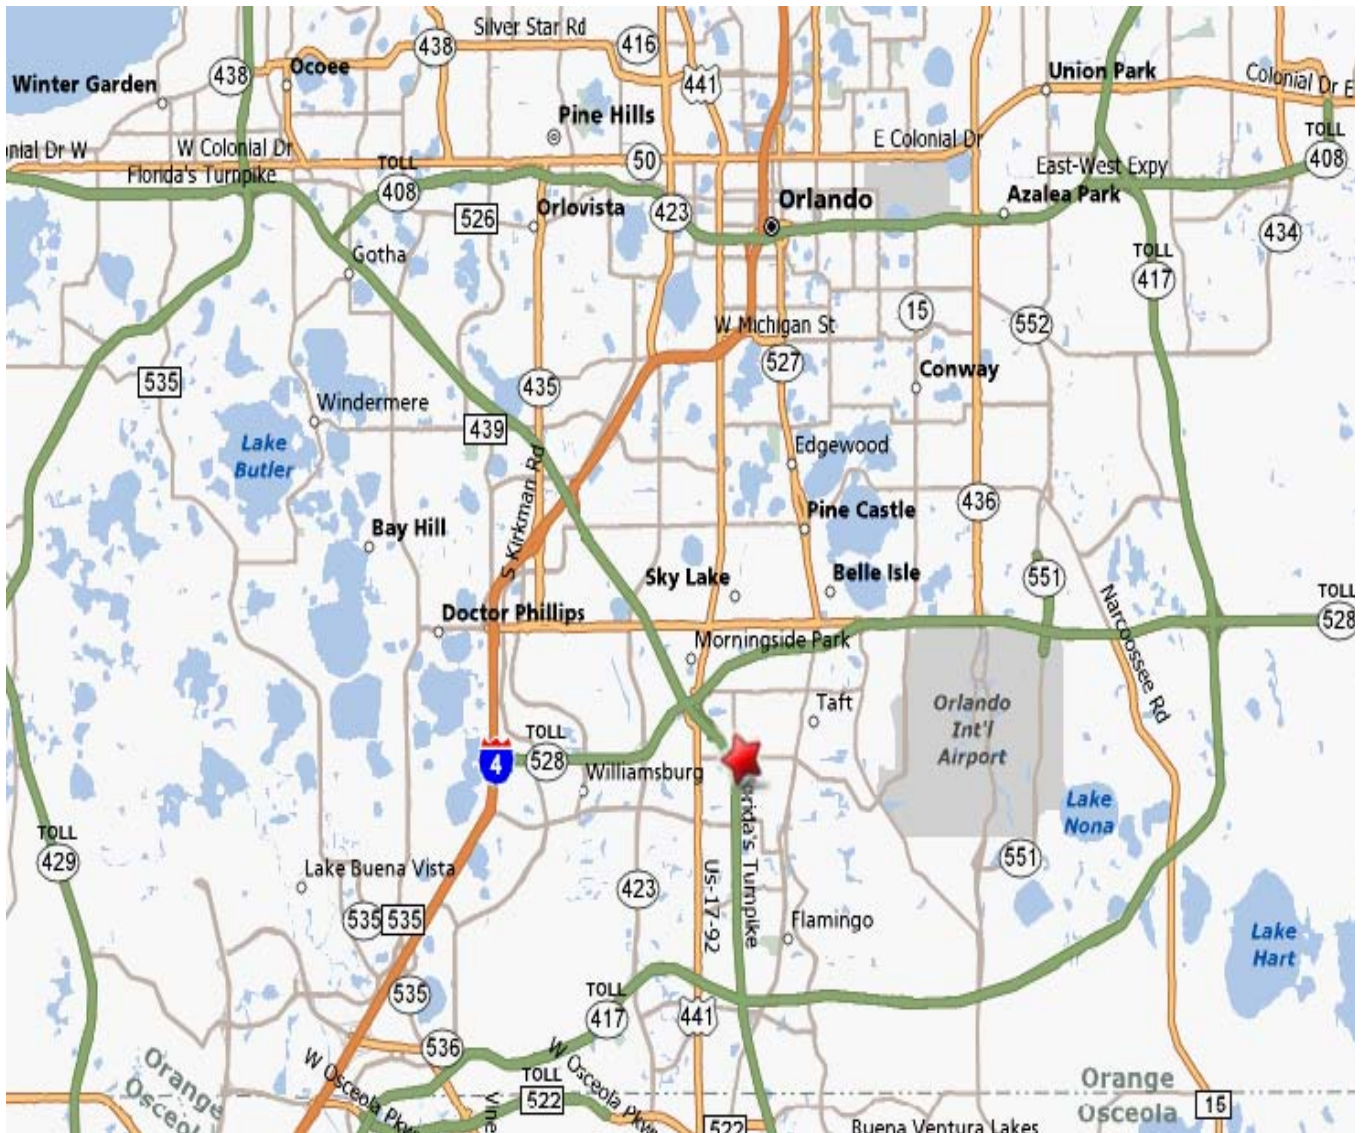 Silver Star Rd
438
416
438
Ocoee
Winter Garden
441
Union Park
Colonial Dr E
Pine Hills
TOLL
408
E Colonial Dr
W Colonial Dr
50
East-West Expy
Florida's Turnpike
TOLL
408
Azalea Park
Orlando
526
Orlovista
423
434
TOLL
417
Gotha
15
552
W Michigan St
527
535
435
Conway
Windermere
439
Lake
Butler
Edgewood
S Kirkman Rd
436
Pine Castle
Bay Hill
Sky Lake
Belle Isle
551
Narcoossee Rd
TOLL
528
Doctor Phillips
Morningside Park
Taft
Orlando
Int'l
Airport
TOLL
528
4
Williamsburg
Lake
Nona
TOLL
429
551
Lake Buena Vista
423
Us-17-92
Turnpike
535
535
Flamingo
Lake
Hart
535
TOLL
417
441
536
W Osceola Pkwy
W Osceola Pkwy
TOLL
522
Orange
Osceola
Orange
Osceola
15
Vine
522
Buena Ventura Lakes